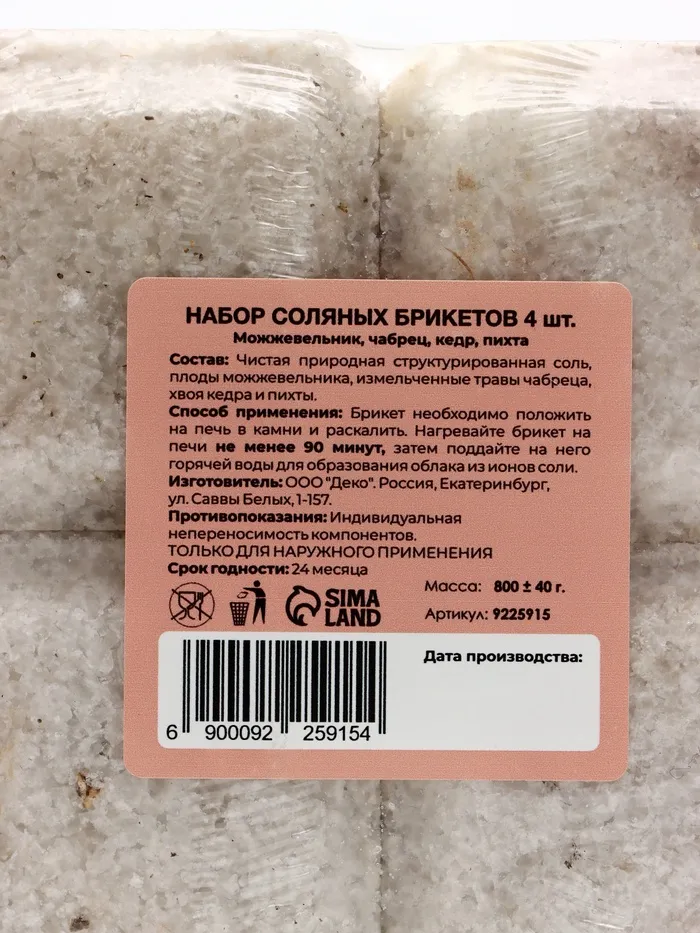 НАБОР СОЛЯНЫХ БРИКЕТОВ 4 шт.
Можжевельник, чабрец, кедр, пихта
Состав: Чистая природная структурированная соль,
плоды можжевельника, измельченные травы чабреца,
хвоя кедра и пихты.
Способ применения: Брикет необходимо положить
на печь в камни и раскалить. Нагревайте брикет на
печи не менее 90 минут, затем поддайте на него
горячей воды для образования облака из ионов соли.
Изготовитель: ООО "Деко". Россия, Екатеринбург,
ул. Саввы Белых, 1-157.
Противопоказания: Индивидуальная
непереносимость компонентов.
ТОЛЬКО ДЛЯ НАРУЖНОГО ПРИМЕНЕНИЯ
Срок годности: 24 месяца
SIMA
LAND
Масса: 800 ± 40 г.
Артикул: 9225915
Дата производства:
6 900092 259154